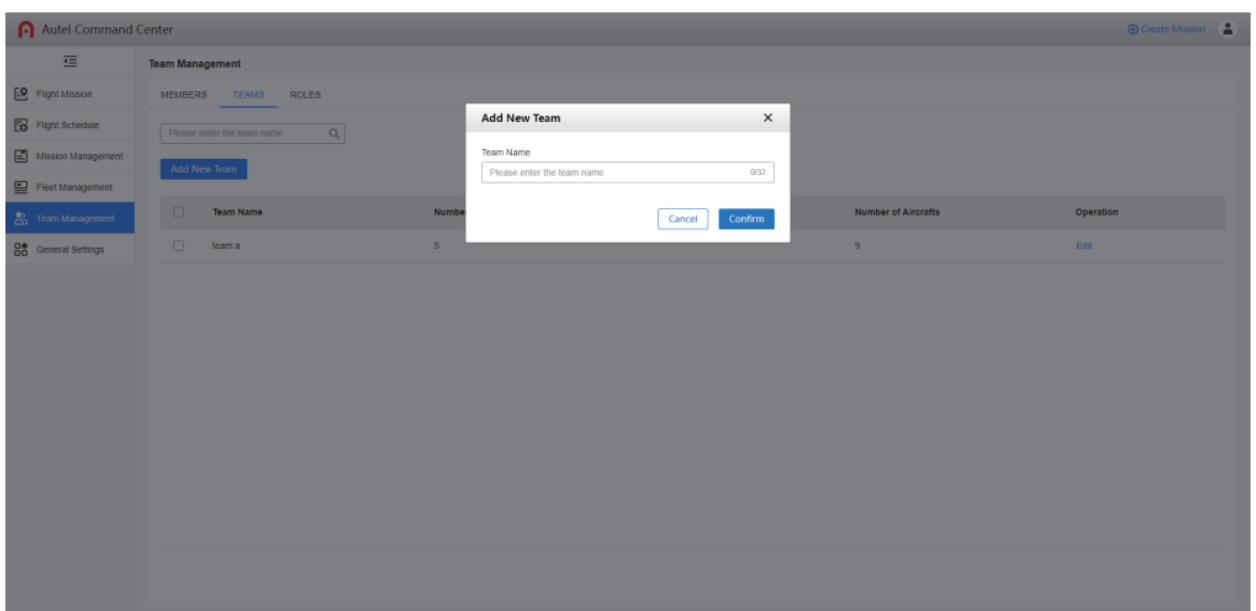 Autel Command Center
Create Mission
Flight Mission
Flight Schedule
Mission Management
Fleet Management
Team Management
General Settings
Team Management
MEMBERS TEAMS ROLES
Please enter the team name
Add New Team
Team Name Numbe Number of Aircrafts Operation
team a 5 9 Edit
Add New Team
Team Name
Please enter the team name 0/32
Cancel Confirm